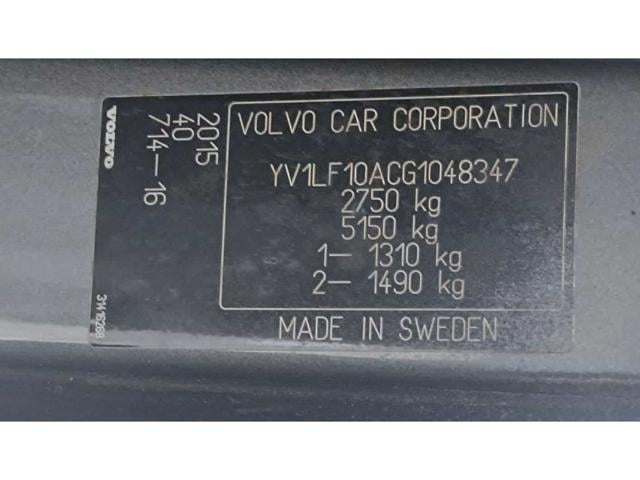 VOLVO
2015
40
714-16
31416268
VOLVO CAR CORPORATION
YV1LF10ACG1048347
2750 kg
5150 kg
1- 1310 kg
2- 1490 kg
MADE IN SWEDEN